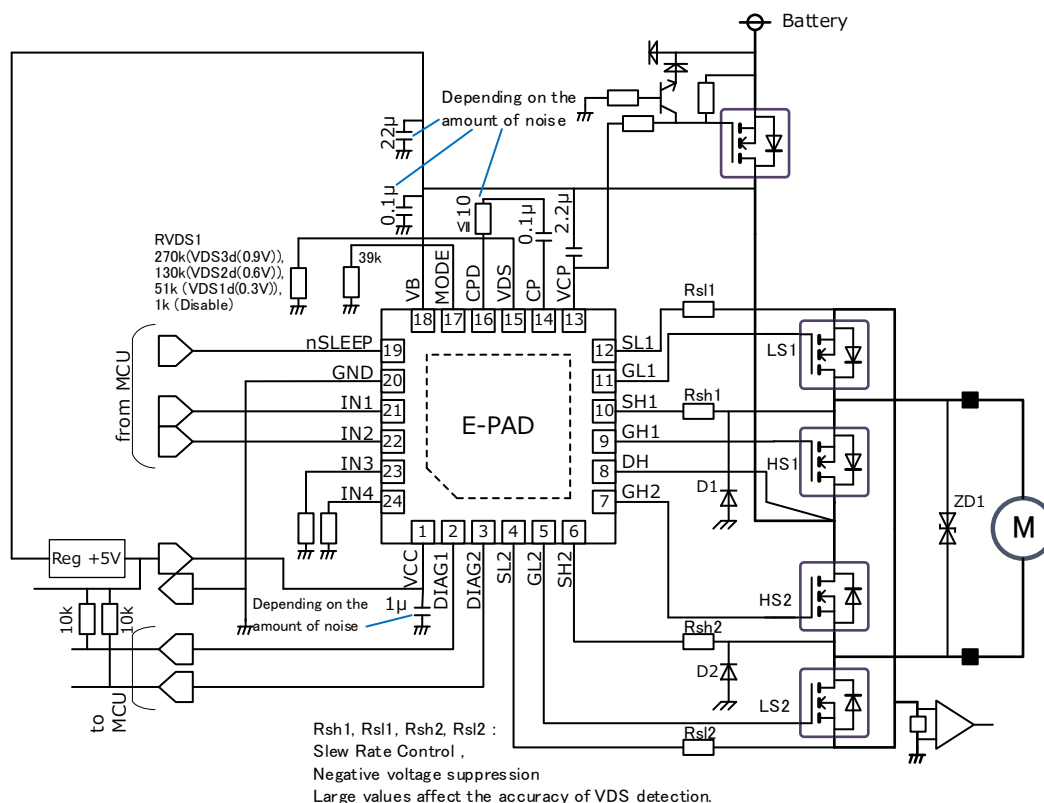 Battery
Depending on the
amount of noise
22μ
0.1μ
≦10
0.1μ
2.2μ
RVDS1
270k(VDS3d(0.9V)),
130k(VDS2d(0.6V)),
51k (VDS1d(0.3V)),
1k (Disable)
39k
VB
MODE
CPD
VDS
CP
VCP
18
17
16
15
14
13
from MCU
nSLEEP
19
GND
20
IN1
21
IN2
22
IN3
23
IN4
24
E-PAD
12
SL1
11
GL1
10
SH1
9
GH1
8
DH
7
GH2
Rsl1
Rsh1
LS1
HS1
D1
ZD1
M
HS2
1
2
3
4
5
6
VCC
DIAG1
DIAG2
SL2
GL2
SH2
Reg +5V
10k
10k
Depending on the
amount of noise
1μ
Rsh2
D2
LS2
Rsl2
to
MCU
Rsh1, Rsl1, Rsh2, Rsl2 :
Slew Rate Control ,
Negative voltage suppression
Large values affect the accuracy of VDS detection.